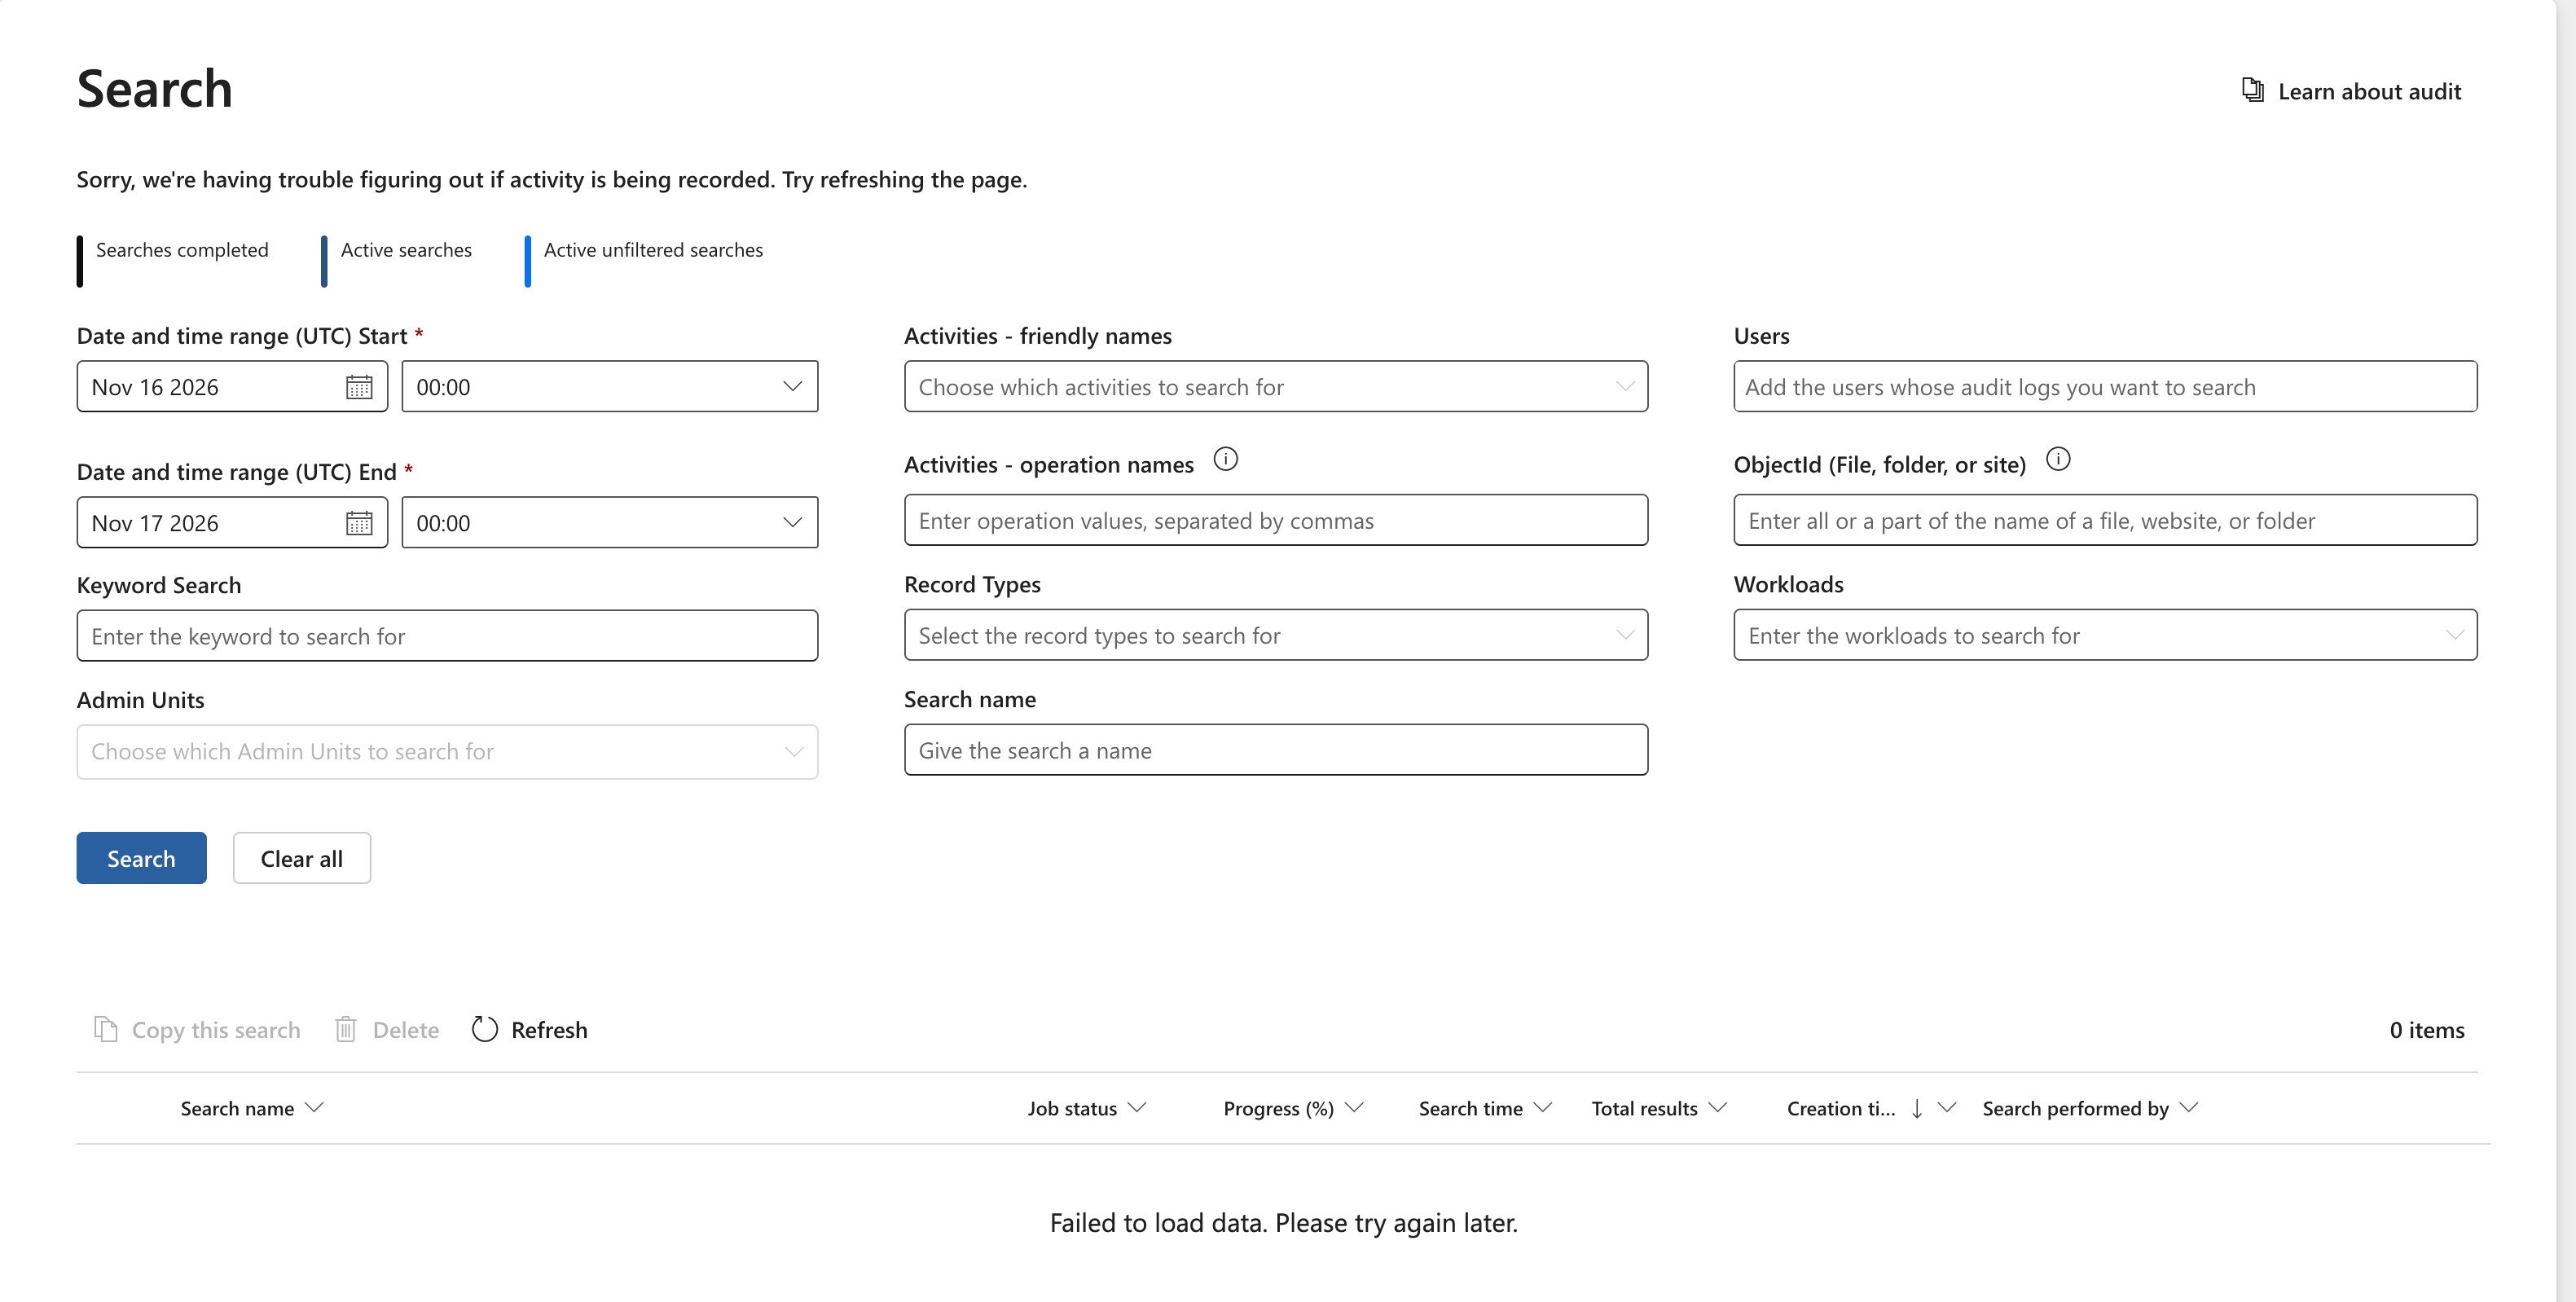 Search
Learn about audit
Sorry, we're having trouble figuring out if activity is being recorded. Try refreshing the page.
Searches completed
Active searches
Active unfiltered searches
Date and time range (UTC) Start *
Nov 16 2026
00:00
Date and time range (UTC) End *
Nov 17 2026
00:00
Keyword Search
Enter the keyword to search for
Admin Units
Choose which Admin Units to search for
Activities - friendly names
Choose which activities to search for
Activities - operation names
Enter operation values, separated by commas
Record Types
Select the record types to search for
Search name
Give the search a name
Users
Add the users whose audit logs you want to search
ObjectId (File, folder, or site)
Enter all or a part of the name of a file, website, or folder
Workloads
Enter the workloads to search for
Search
Clear all
Copy this search
Delete
Refresh
0 items
Search name
Job status
Progress (%)
Search time
Total results
Creation ti...
Search performed by
Failed to load data. Please try again later.